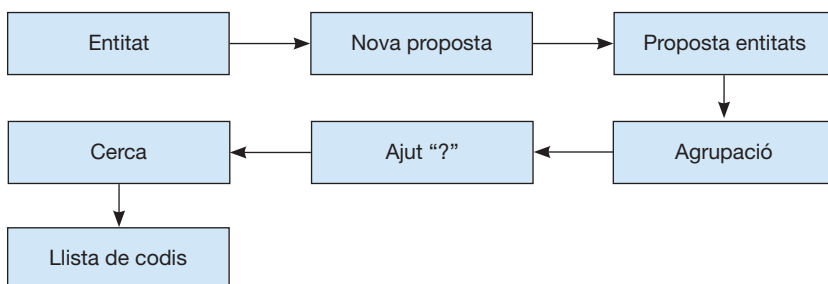 Entitat
Nova proposta
Proposta entitats
Cerca
Ajut “?”
Agrupació
Llista de codis